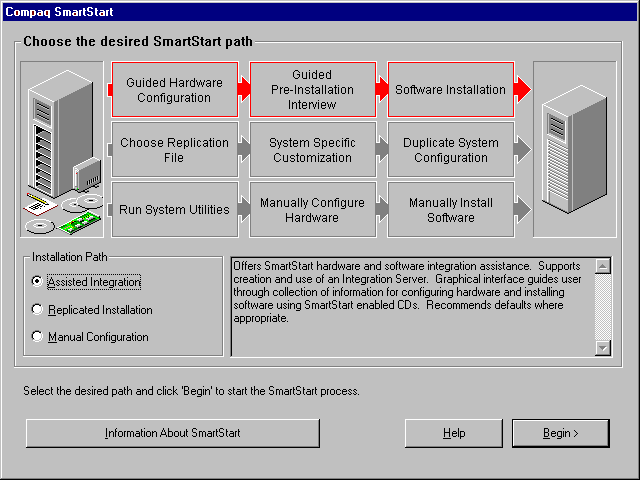 Compaq SmartStart
Choose the desired SmartStart path
Guided Hardware
Configuration
Guided
Pre-Installation
Interview
Software Installation
Choose Replication
File
System Specific
Customization
Duplicate System
Configuration
Run System Utilities
Manually Configure
Hardware
Manually Install
Software
Installation Path
Assisted Integration
Replicated Installation
Manual Configuration
Offers SmartStart hardware and software integration assistance. Supports
creation and use of an Integration Server. Graphical interface guides user
through collection of information for configuring hardware and installing
software using SmartStart enabled CDs. Recommends defaults where
appropriate.
Select the desired path and click 'Begin' to start the SmartStart process.
Information About SmartStart
Help
Begin >